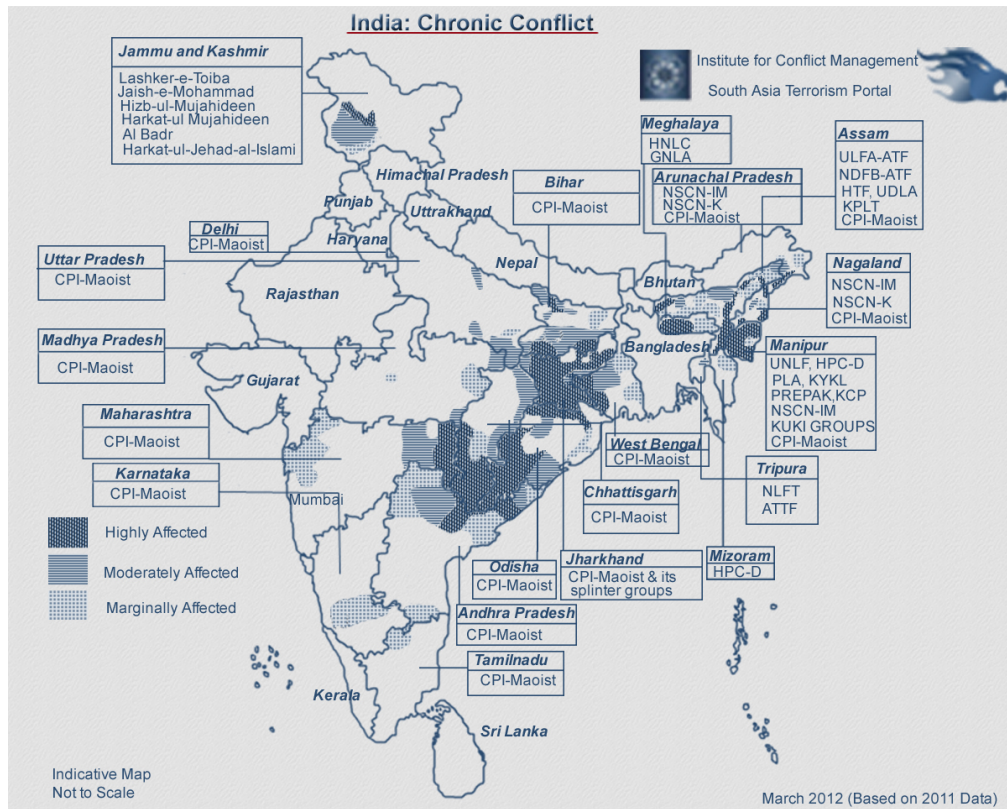 India: Chronic Conflict
Jammu and Kashmir
Lashker-e-Toiba
Jaish-e-Mohammad
Hizb-ul-Mujahideen
Harkat-ul Mujahideen
Al Badr
Harkat-ul-Jehad-al-Islami
Institute for Conflict Management
South Asia Terrorism Portal
Meghalaya
HNLC
GNLA
Assam
ULFA-ATF
NDFB-ATF
HTF, UDLA
KPLT
CPI-Maoist
Himachal Pradesh
Bihar
CPI-Maoist
Arunachal Pradesh
NSCN-IM
NSCN-K
CPI-Maoist
Punjab
Uttrakhand
Delhi
CPI-Maoist
Haryana
Uttar Pradesh
CPI-Maoist
Nepal
Bhutan
Nagaland
NSCN-IM
NSCN-K
CPI-Maoist
Rajasthan
Madhya Pradesh
CPI-Maoist
Bangladesh
Manipur
UNLF, HPC-D
PLA, KYKL
PREPAK,KCP
NSCN-IM
KUKI GROUPS
CPI-Maoist
Gujarat
Maharashtra
CPI-Maoist
West Bengal
CPI-Maoist
Karnataka
CPI-Maoist
Mumbai
Tripura
NLFT
ATTF
Chhattisgarh
CPI-Maoist
Highly Affected
Moderately Affected
Marginally Affected
Odisha
CPI-Maoist
Jharkhand
CPI-Maoist & its
splinter groups
Mizoram
HPC-D
Andhra Pradesh
CPI-Maoist
Tamilnadu
CPI-Maoist
Kerala
Sri Lanka
Indicative Map
Not to Scale
March 2012 (Based on 2011 Data)